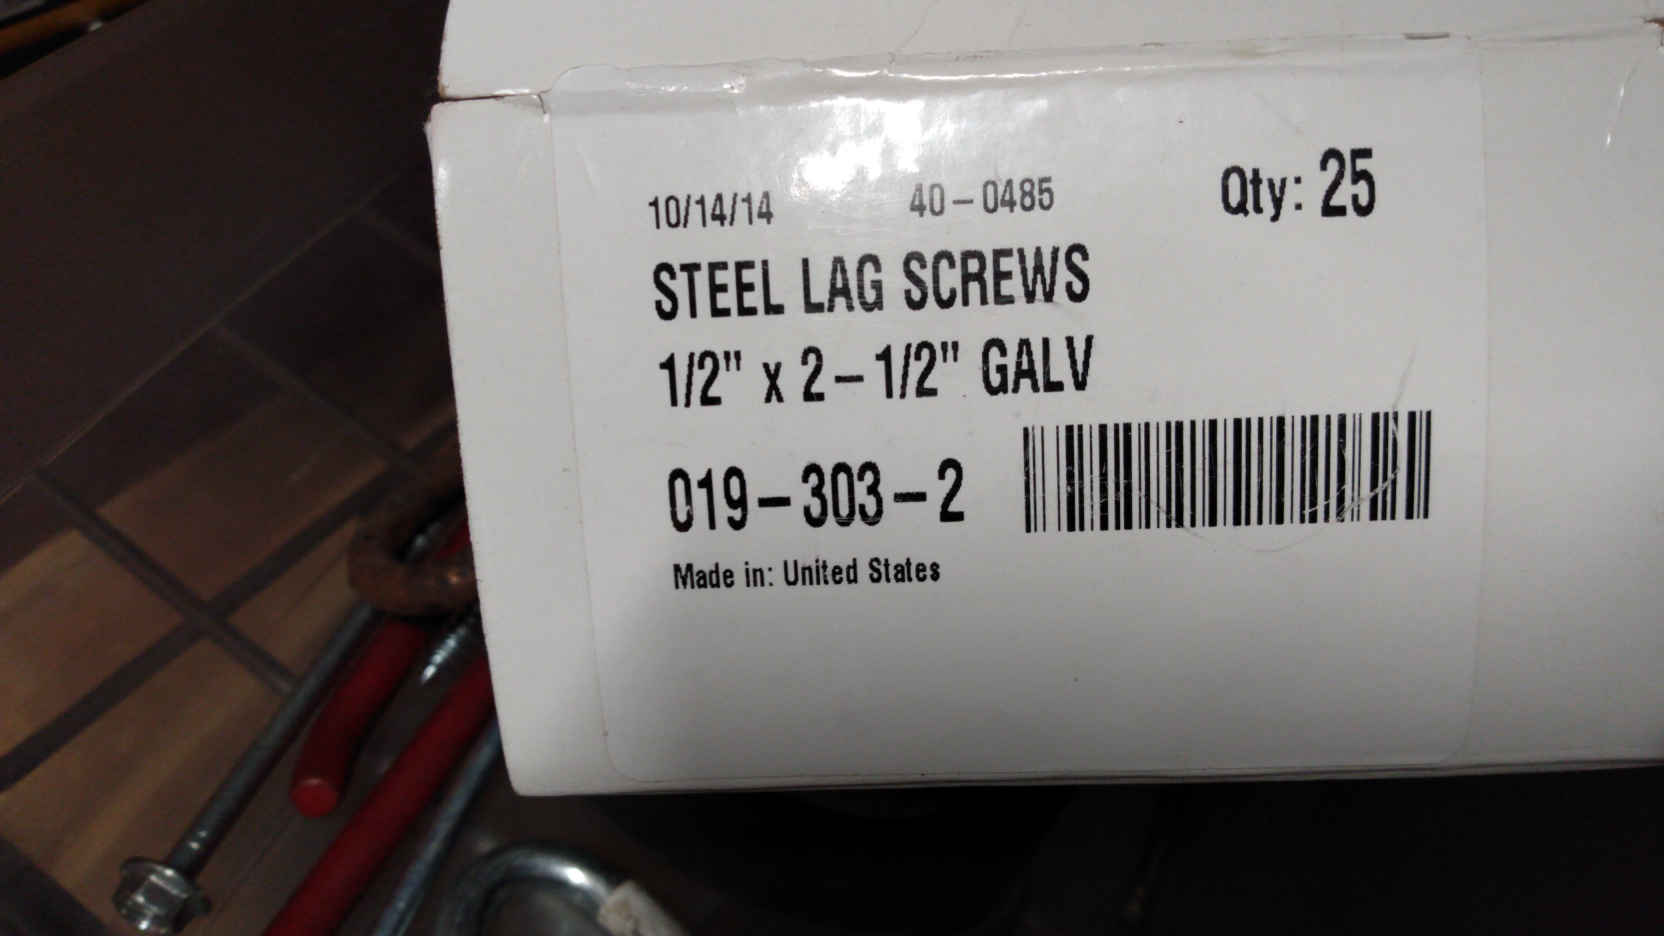 10/14/14 40-0485 Qty: 25
STEEL LAG SCREWS
1/2" x 2-1/2" GALV
019-303-2
Made in: United States